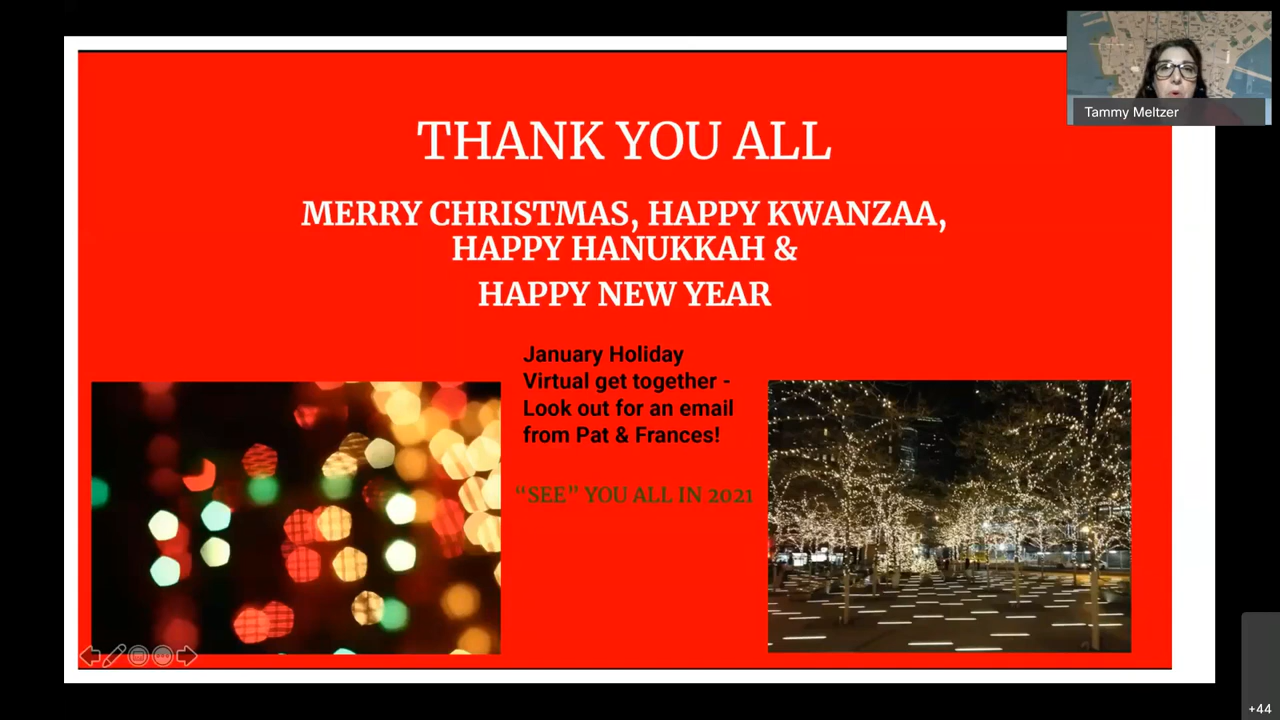 THANK YOU ALL
MERRY CHRISTMAS, HAPPY KWANZAA,
HAPPY HANUKKAH &
HAPPY NEW YEAR
January Holiday
Virtual get together -
Look out for an email
from Pat & Frances!
“SEE” YOU ALL IN 2021
Tammy Meltzer
+44